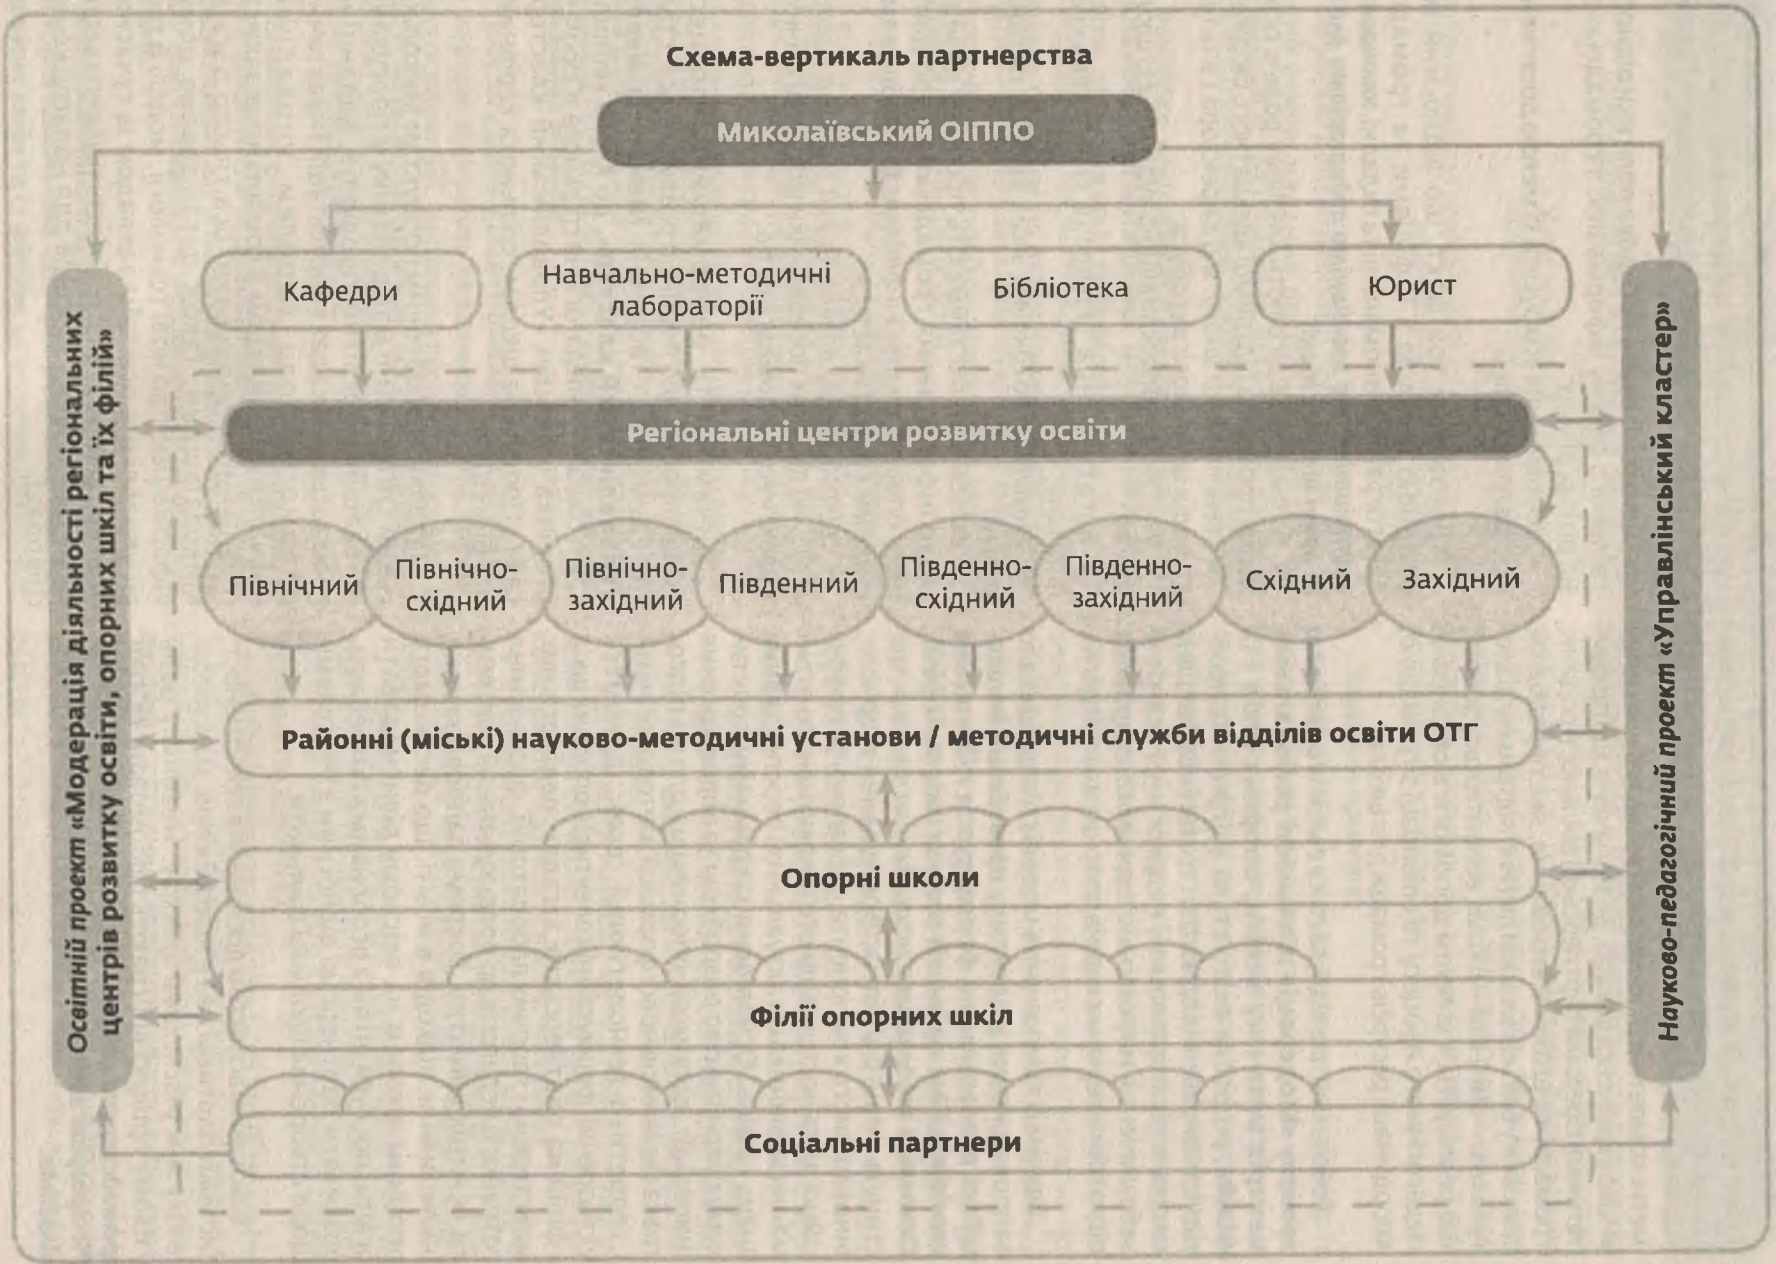 Схема-вертикаль партнерства
Миколаївський ОІППО
Кафедри
Навчально-методичні
лабораторії
Бібліотека
Юрист
Регіональні центри розвитку освіти
Північний
Північно-
східний
Північно-
західний
Південний
Південно-
східний
Південно-
західний
Східний
Західний
Районні (міські) науково-методичні установи / методичні служби відділів освіти ОТГ
Опорні школи
Філії опорних шкіл
Соціальні партнери
Освітній проект «Модерація діяльності регіональних
центрів розвитку освіти, опорних шкіл та їх філій»
Науково-педагогічний проект «Управлінський кластер»